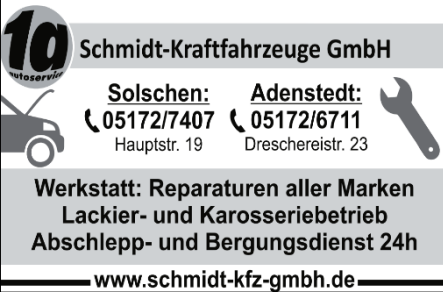 1a
autoservice
Schmidt-Kraftfahrzeuge GmbH
Solschen: Adenstedt:
05172/7407 05172/6711
Hauptstr. 19 Dreschereistr. 23
Werkstatt: Reparaturen aller Marken
Lackier- und Karosseriebetrieb
Abschlepp- und Bergungsdienst 24h
www.schmidt-kfz-gmbh.de